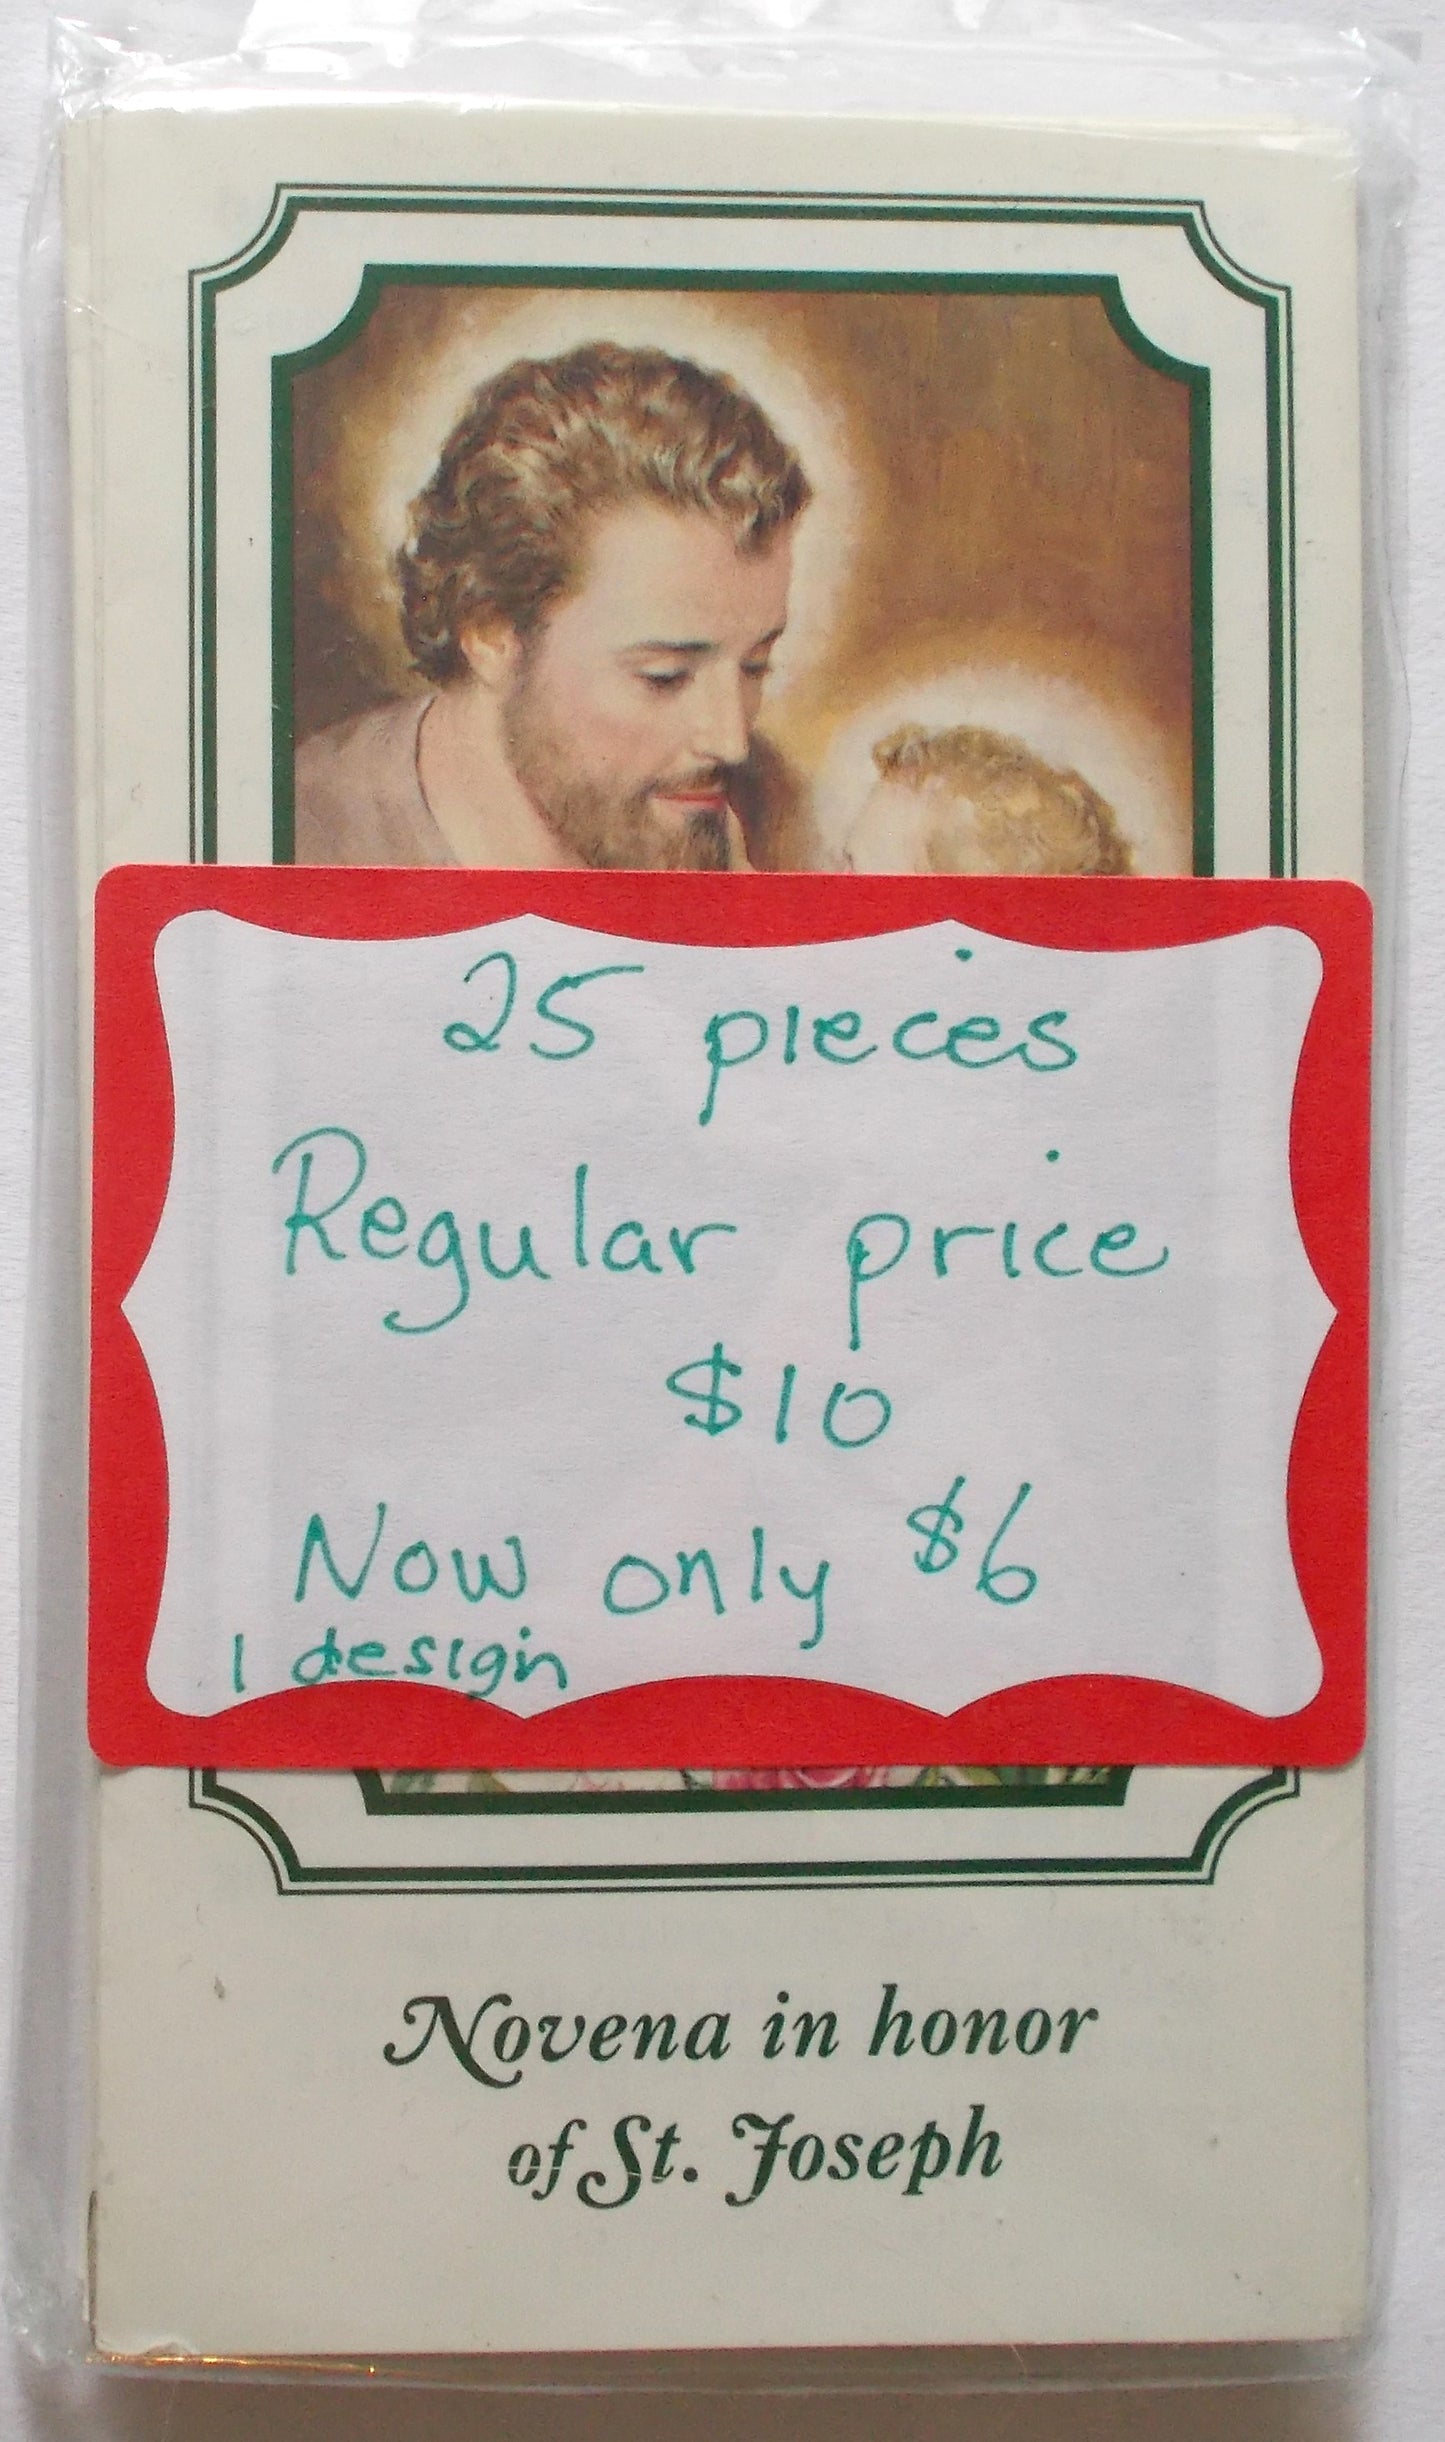 25 pieces
Regular price
$10
Now only $6
1 design
Novena in honor
of St. Joseph